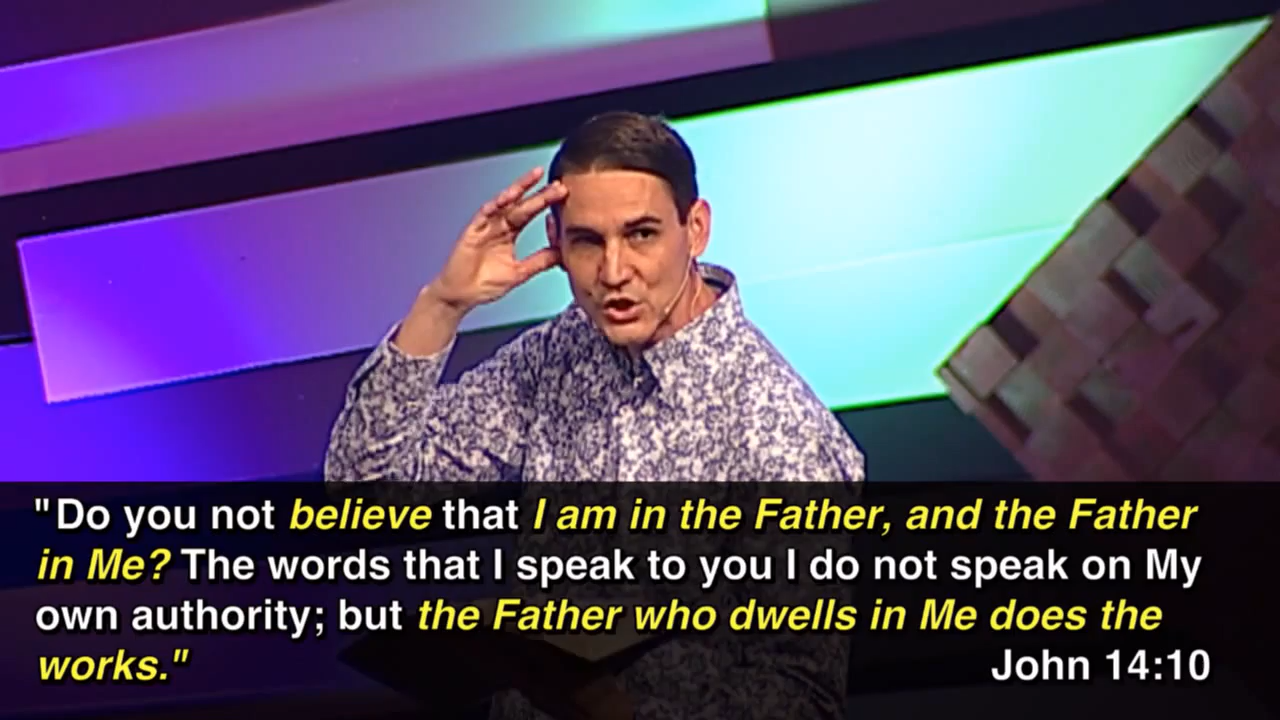 "Do you not believe that I am in the Father, and the Father
in Me? The words that I speak to you I do not speak on My
own authority; but the Father who dwells in Me does the
works."
John 14:10